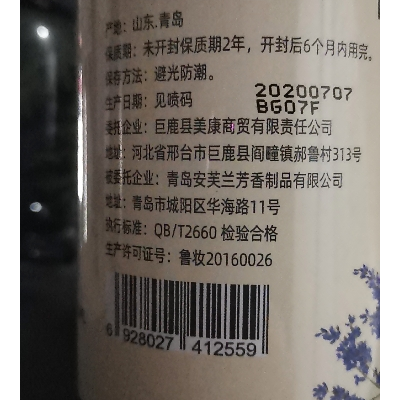 产地：山东.青岛
保质期：未开封保质期2年，开封后6个月内用完。
保存方法：避光防潮。
生产日期：见喷码
20200707
BG07F
委托企业：巨鹿县美康商贸有限责任公司
地址：河北省邢台市巨鹿县阎疃镇郝鲁村313号
被委托企业：青岛安芙兰芳香制品有限公司
地址：青岛市城阳区华海路11号
执行标准：QB/T2660 检验合格
生产许可证号：鲁妆20160026
6 928027 412559